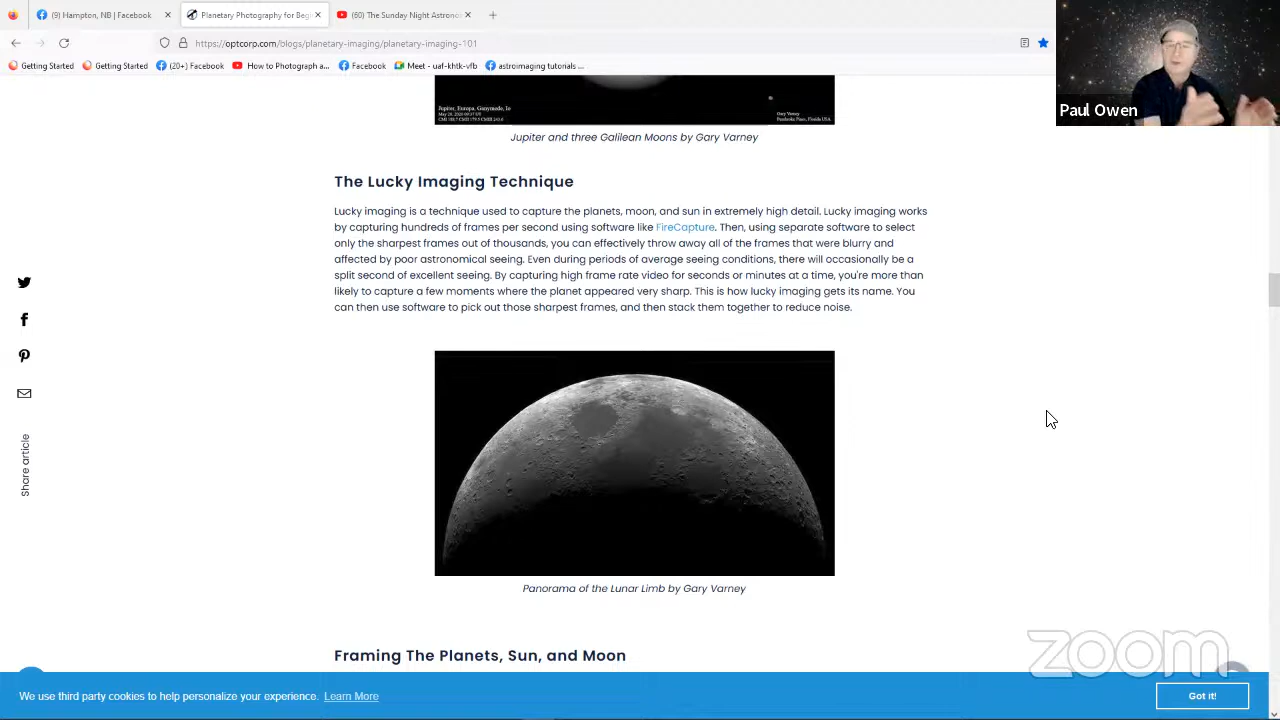 (9) Hampton, NB | Facebook
Planetary Photography for Beg
(5) The Sunday Night Astrono
https://optcorp.com/blogs/planetary-imaging/planetary-imaging-101
Getting Started
Getting Started
(20+) Facebook
How to Photograph a...
Facebook
Meet - uaf-khtk-vfb
astroimaging tutorials ...
Paul Owen
Jupiter, Europa, Ganymede, Io
Gary Varney
Pembroke Pines, Florida USA
Jupiter and three Galilean Moons by Gary Varney
The Lucky Imaging Technique
Lucky imaging is a technique used to capture the planets, moon, and sun in extremely high detail. Lucky imaging works
by capturing hundreds of frames per second using software like FireCapture. Then, using separate software to select
only the sharpest frames out of thousands, you can effectively throw away all of the frames that were blurry and
affected by poor astronomical seeing. Even during periods of average seeing conditions, there will occasionally be a
split second of excellent seeing. By capturing high frame rate video for seconds or minutes at a time, you're more than
likely to capture a few moments where the planet appeared very sharp. This is how lucky imaging gets its name. You
can then use software to pick out those sharpest frames, and then stack them together to reduce noise.
Share article
Panorama of the Lunar Limb by Gary Varney
Framing The Planets, Sun, and Moon
zoom
We use third party cookies to help personalize your experience. Learn More
Got it!